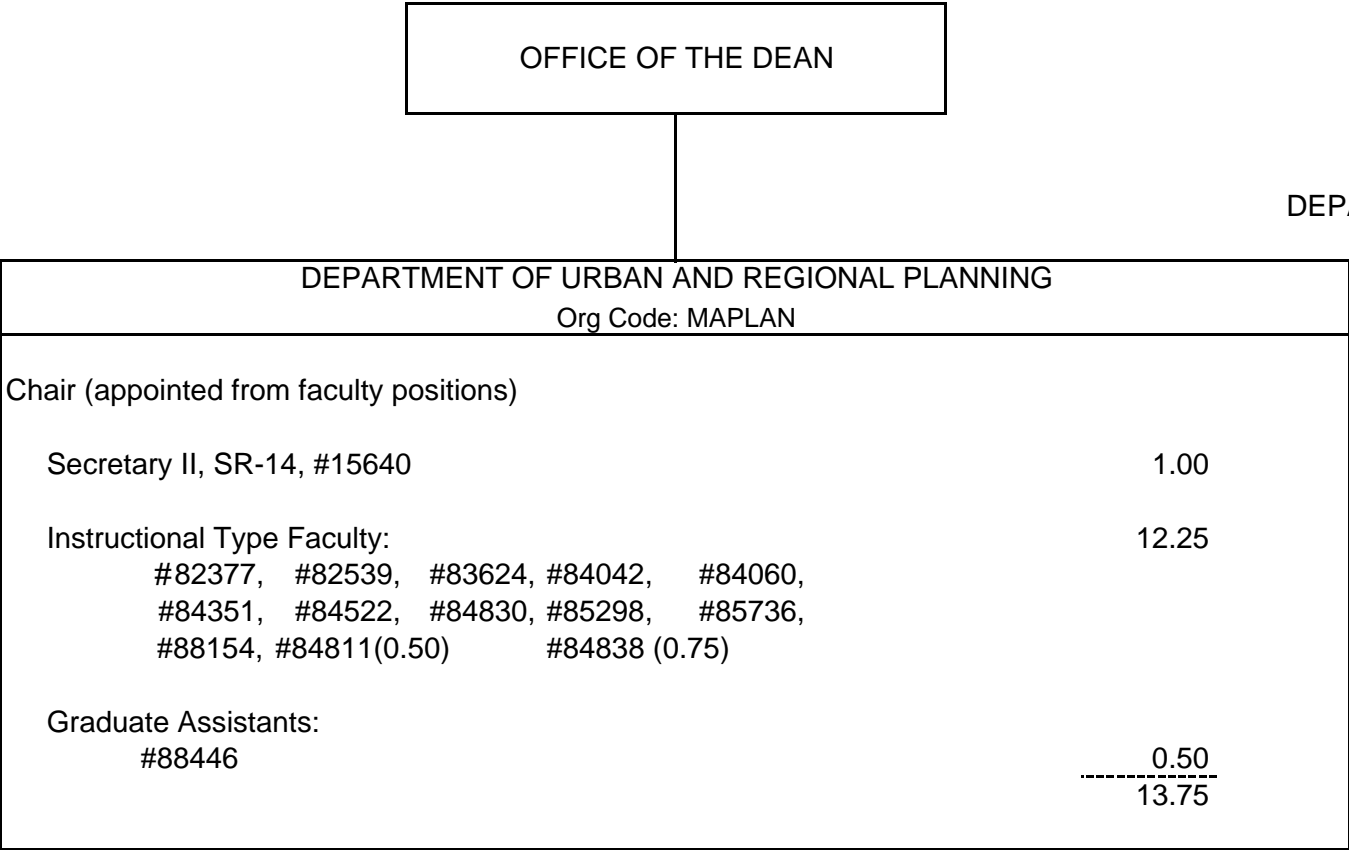 OFFICE OF THE DEAN
DEPA
DEPARTMENT OF URBAN AND REGIONAL PLANNING
Org Code: MAPLAN
Chair (appointed from faculty positions)
Secretary II, SR-14, #15640 1.00
Instructional Type Faculty: 12.25
#82377, #82539, #83624, #84042, #84060,
#84351, #84522, #84830, #85298, #85736,
#88154, #84811(0.50) #84838 (0.75)
Graduate Assistants:
#88446 0.50
13.75